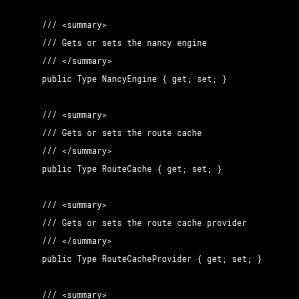 /// <summary>
/// Gets or sets the nancy engine
/// </summary>
public Type NancyEngine { get; set; }
/// <summary>
/// Gets or sets the route cache
/// </summary>
public Type RouteCache { get; set; }
/// <summary>
/// Gets or sets the route cache provider
/// </summary>
public Type RouteCacheProvider { get; set; }
/// <summary>